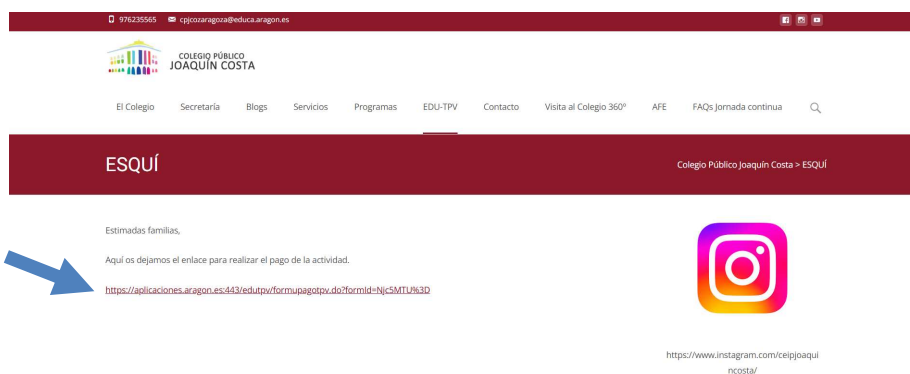 976235565 cpjcozaragoza@educa.aragon.es
COLEGIO PÚBLICO
JOAQUÍN COSTA
El Colegio Secretaría Blogs Servicios Programas EDU-TPV Contacto Visita al Colegio 360º AFE FAQs Jornada continua
ESQUÍ
Colegio Público Joaquín Costa > ESQUÍ
Estimadas familias,
Aquí os dejamos el enlace para realizar el pago de la actividad.
https://aplicaciones.aragon.es:443/edutpv/formupagotpv.do?formId=Njc5MTU%3D
https://www.instagram.com/ceipjoaqui
ncosta/